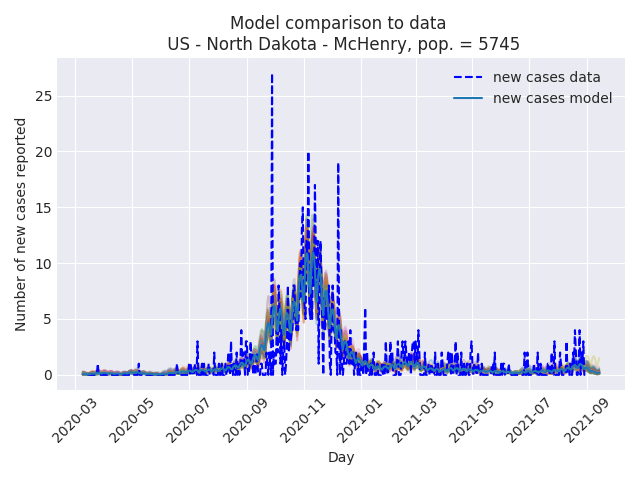 Model comparison to data
US - North Dakota - McHenry, pop. = 5745
new cases data
new cases model
Number of new cases reported
25
20
15
10
5
0
2020-03
2020-05
2020-07
2020-09
2020-11
2021-01
2021-03
2021-05
2021-07
2021-09
Day